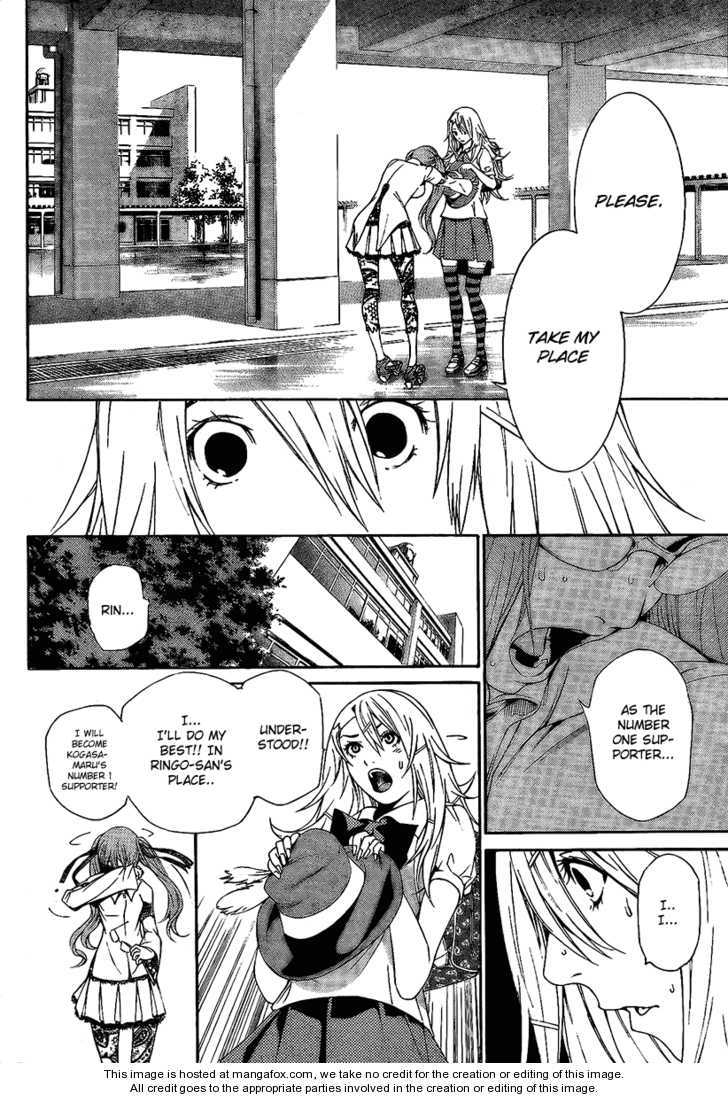 PLEASE.
TAKE MY
PLACE
AS THE
NUMBER
ONE SUP-
PORTER...
RIN...
I..
I...
UNDER-
STOOD!!
I...
I'LL DO MY
BEST!! IN
RINGO-SAN'S
PLACE..
I WILL
BECOME
KOGASA-
MARU'S
NUMBER 1
SUPPORTER!
This image is hosted at mangafox.com, we take no credit for the creation or editing of this image.
All credit goes to the appropriate parties involved in the creation or editing of this image.